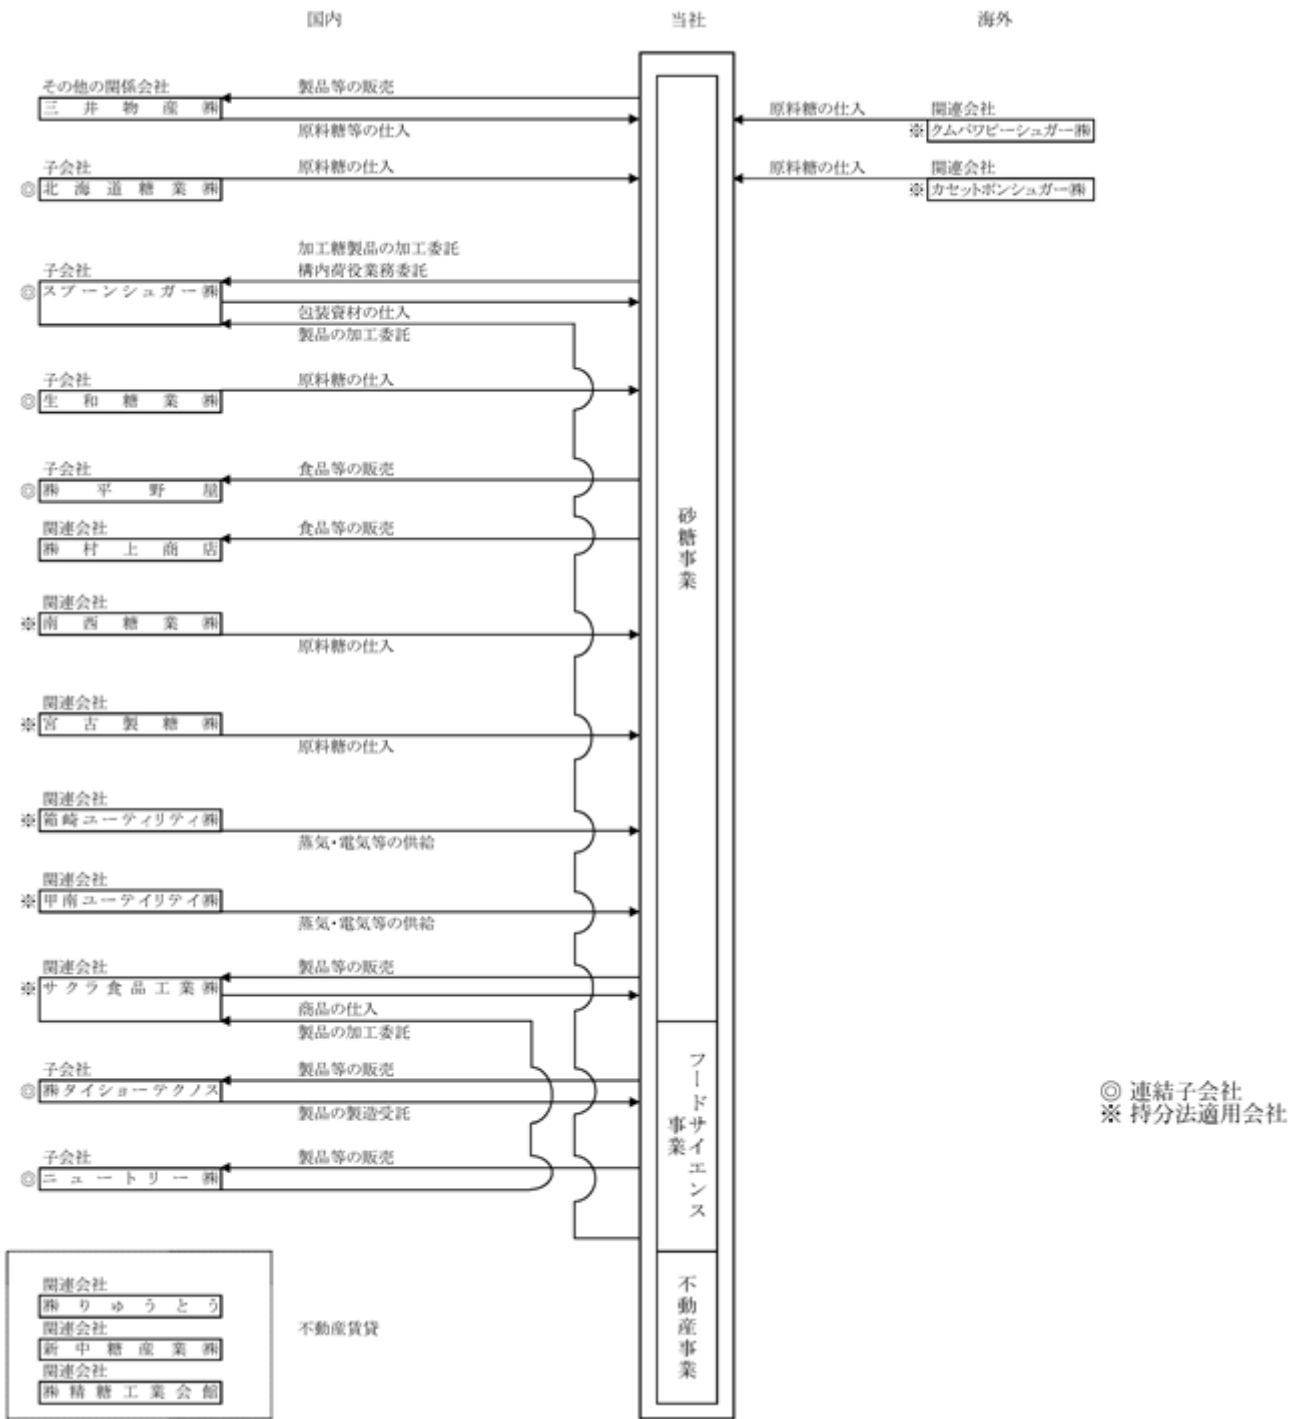 国内 当社 海外
その他の関係会社 製品等の販売
三井物産㈱
原料糖等の仕入
原料糖の仕入 関連会社
※クムパワピーシュガー㈱
子会社 原料糖の仕入
◎北海道糖業㈱
原料糖の仕入 関連会社
※カセットポンシュガー㈱
加工糖製品の加工委託
子会社 構内荷役業務委託
◎スプーンシュガー㈱
包装資材の仕入
製品の加工委託
子会社 原料糖の仕入
◎生和糖業㈱
子会社 食品等の販売
◎㈱平野屋
関連会社 食品等の販売
㈱村上商店
関連会社
※南西糖業㈱
原料糖の仕入
関連会社
※宮古製糖㈱
原料糖の仕入
関連会社
※箱崎ユーティリティ㈱
蒸気・電気等の供給
関連会社
※甲南ユーテイリテイ㈱
蒸気・電気等の供給
関連会社 製品等の販売
※サクラ食品工業㈱
商品の仕入
製品の加工委託
子会社 製品等の販売
◎㈱タイショーテクノス
製品の製造受託
子会社 製品等の販売
◎ニュートリー㈱
関連会社
㈱りゅうとう
関連会社 不動産賃貸
新中糖産業㈱
関連会社
㈱精糖工業会館
砂糖事業
フードサイエンス
事業
不動産事業
◎ 連結子会社
※ 持分法適用会社